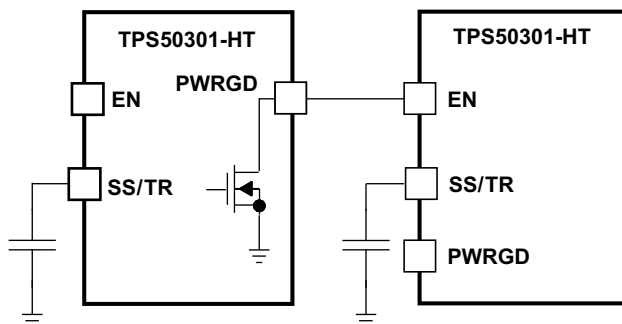 TPS50301-HT
PWRGD
EN
SS/TR
TPS50301-HT
EN
SS/TR
PWRGD